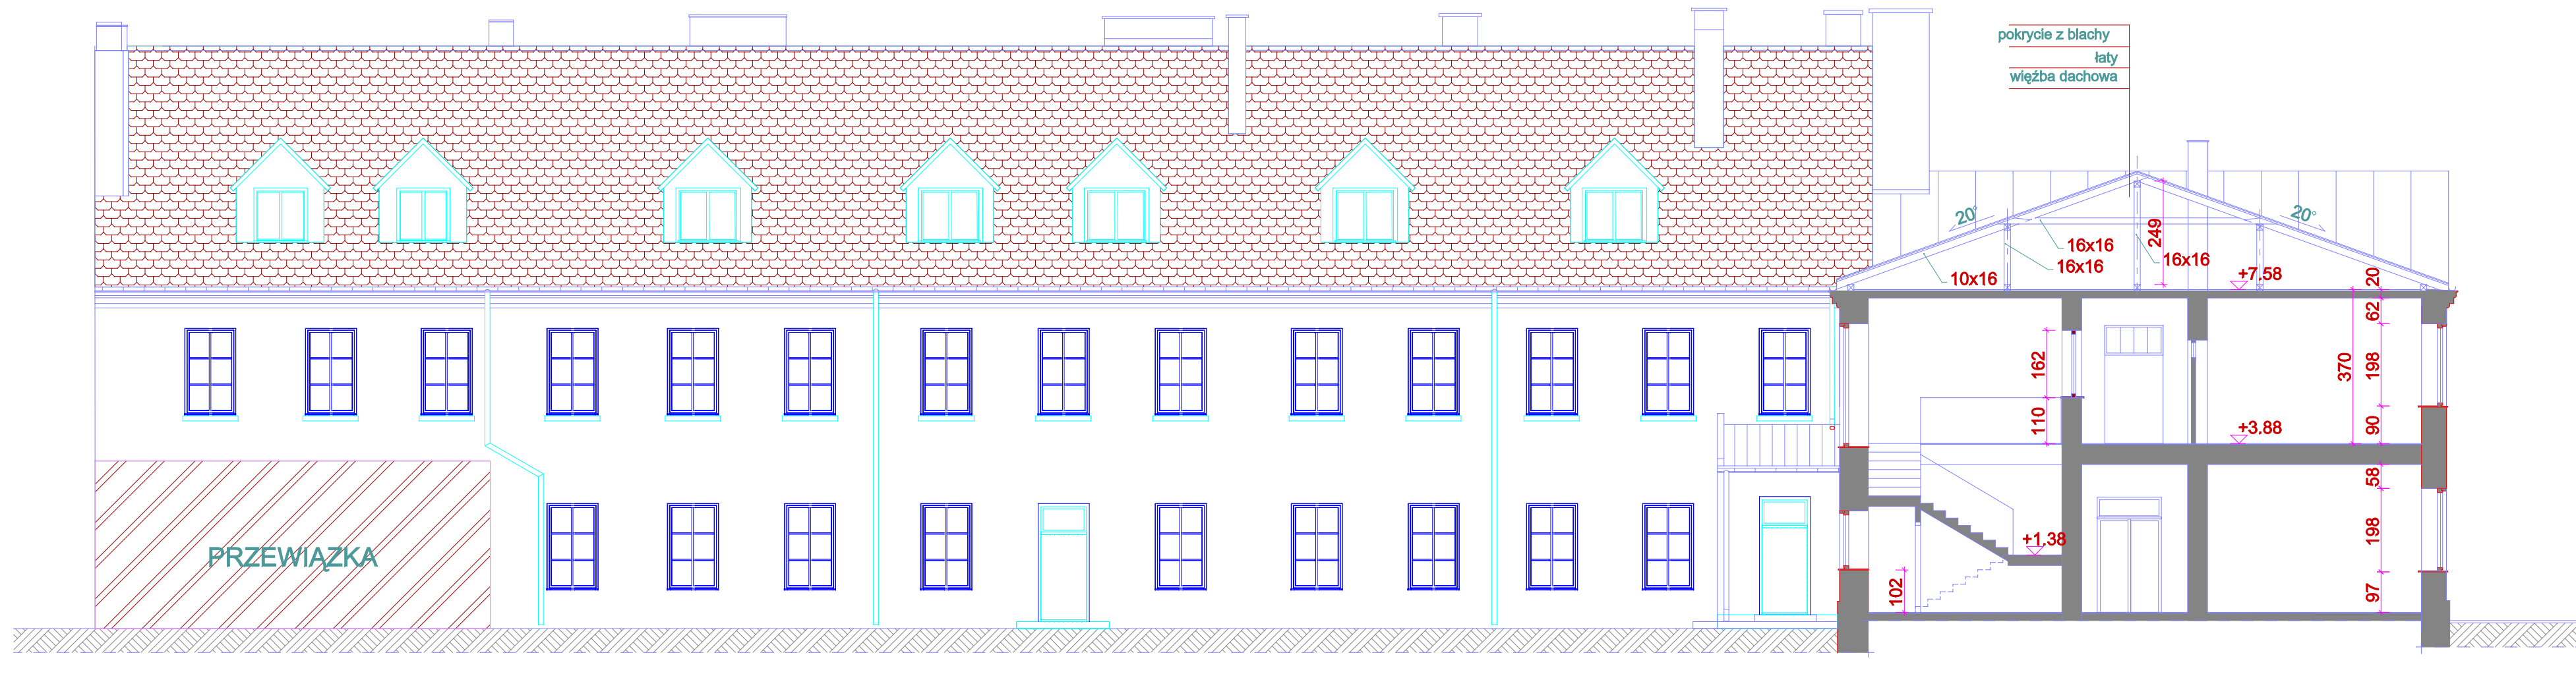 pokrycie z blachy
łaty
więźba dachowa
20°
20°
249
16x16
16x16
16x16
10x16
+7.58
20
62
162
370
198
110
+3.88
90
58
+1.38
198
102
97
PRZEWIĄZKA